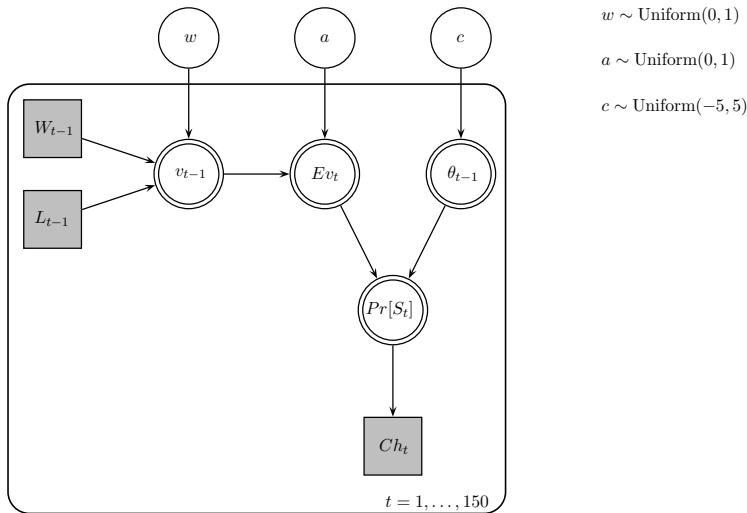 w a c
w ∼ Uniform(0, 1)
a ∼ Uniform(0, 1)
c ∼ Uniform(−5, 5)
W_{t−1}
v_{t−1} Ev_t θ_{t−1}
L_{t−1}
Pr[S_t]
Ch_t
t = 1, . . . , 150